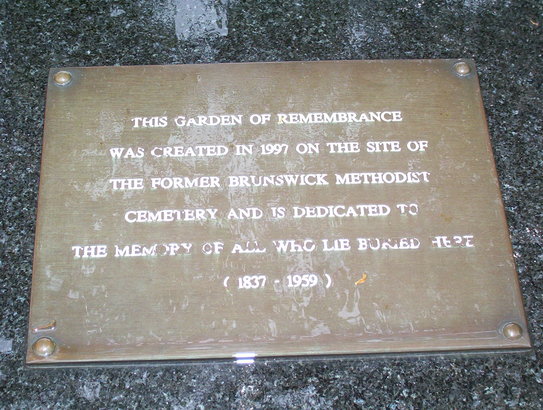 THIS GARDEN OF REMEMBRANCE
WAS CREATED IN 1997 ON THE SITE OF
THE FORMER BRUNSWICK METHODIST
CEMETERY AND IS DEDICATED TO
THE MEMORY OF ALL WHO LIE BURIED HERE
( 1837 - 1959 )